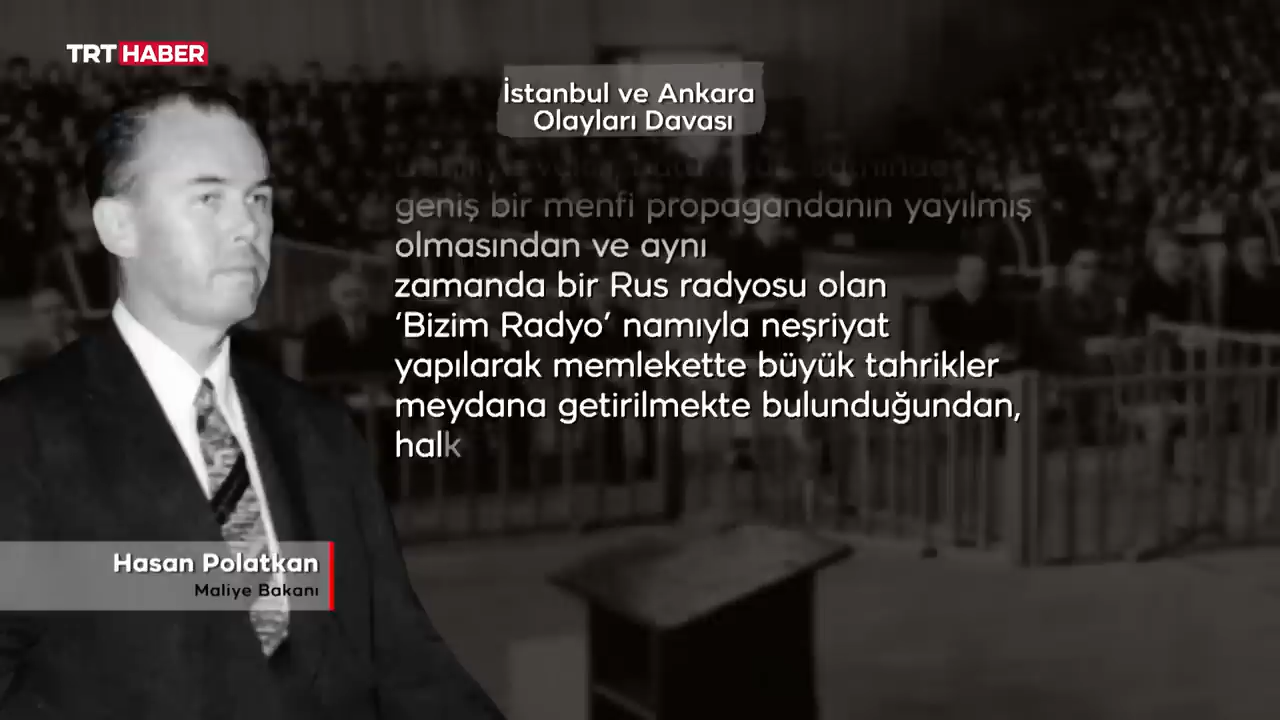 TRT HABER
İstanbul ve Ankara
Olayları Davası
geniş bir menfi propagandanın yayılmış
olmasından ve aynı
zamanda bir Rus radyosu olan
‘Bizim Radyo’ namıyla neşriyat
yapılarak memlekette büyük tahrikler
meydana getirilmekte bulunduğundan,
halk
Hasan Polatkan
Maliye Bakanı